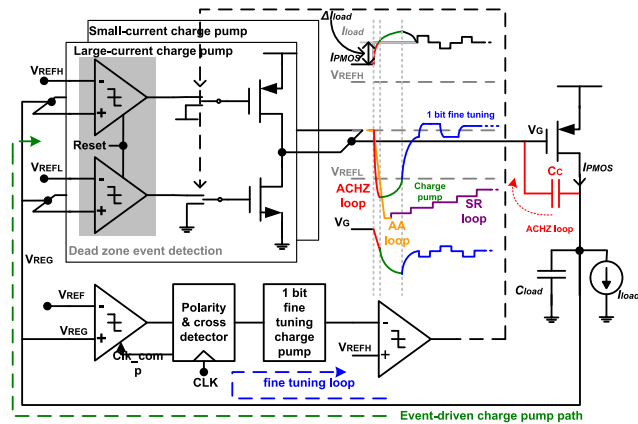 Small-current charge pump
Large-current charge pump
VREFH
-
+
Reset
VREFL
-
+
Dead zone event detection
VREG
VREF
-
VREG
+
Clk_com
p
Polarity
& cross
detector
CLK
1 bit
fine
tuning
charge
pump
-
VREFH
+
fine tuning loop
Event-driven charge pump path
ΔIload
IPMOS
VREFH
1 bit fine tuning
VREFL
ACHZ
loop
Charge
pump
AA
loop
SR
loop
VG
VG
IPMOS
CC
ACHZ loop
Cload
Iload